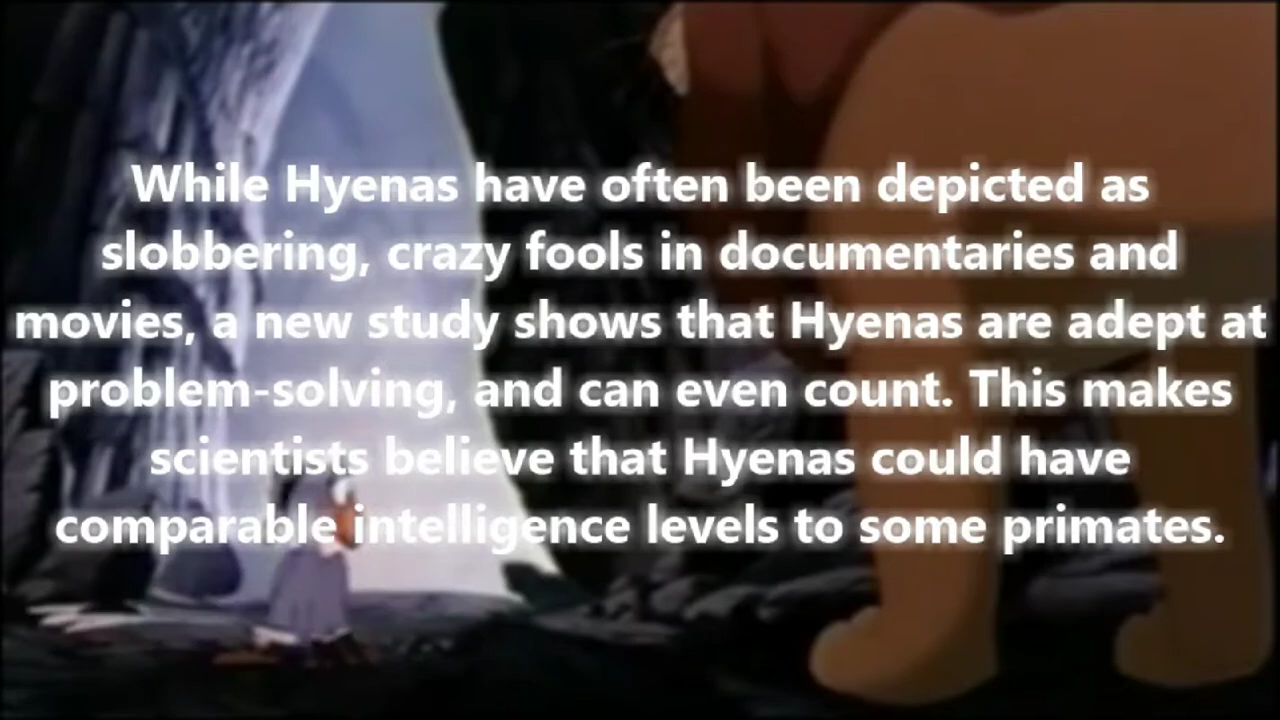 While Hyenas have often been depicted as
slobbering, crazy fools in documentaries and
movies, a new study shows that Hyenas are adept at
problem-solving, and can even count. This makes
scientists believe that Hyenas could have
comparable intelligence levels to some primates.